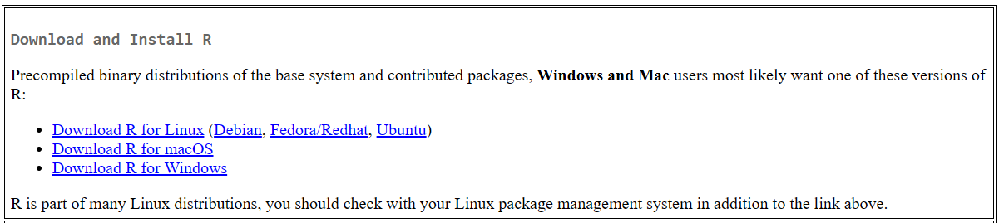 Download and Install R
Precompiled binary distributions of the base system and contributed packages, Windows and Mac users most likely want one of these versions of
R:
Download R for Linux (Debian, Fedora/Redhat, Ubuntu)
Download R for macOS
Download R for Windows
R is part of many Linux distributions, you should check with your Linux package management system in addition to the link above.